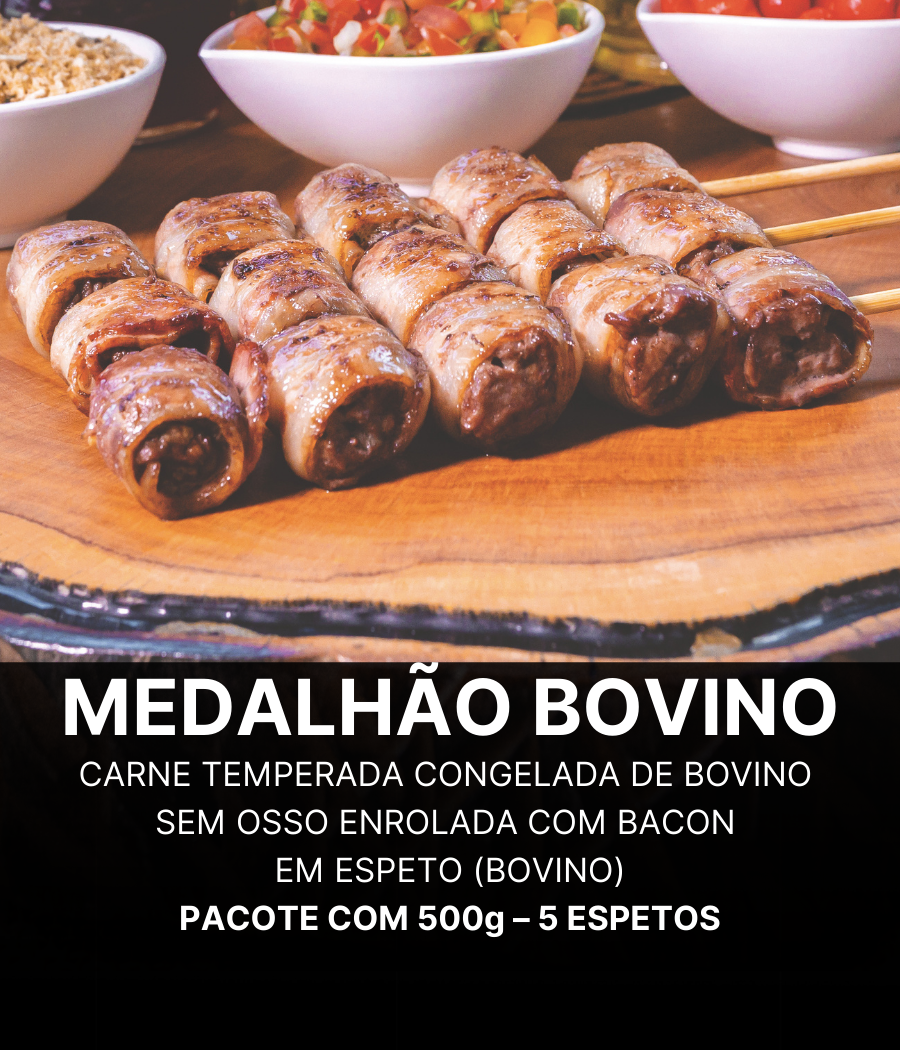 MEDALHÃO BOVINO
CARNE TEMPERADA CONGELADA DE BOVINO
SEM OSSO ENROLADA COM BACON
EM ESPETO (BOVINO)
PACOTE COM 500g – 5 ESPETOS